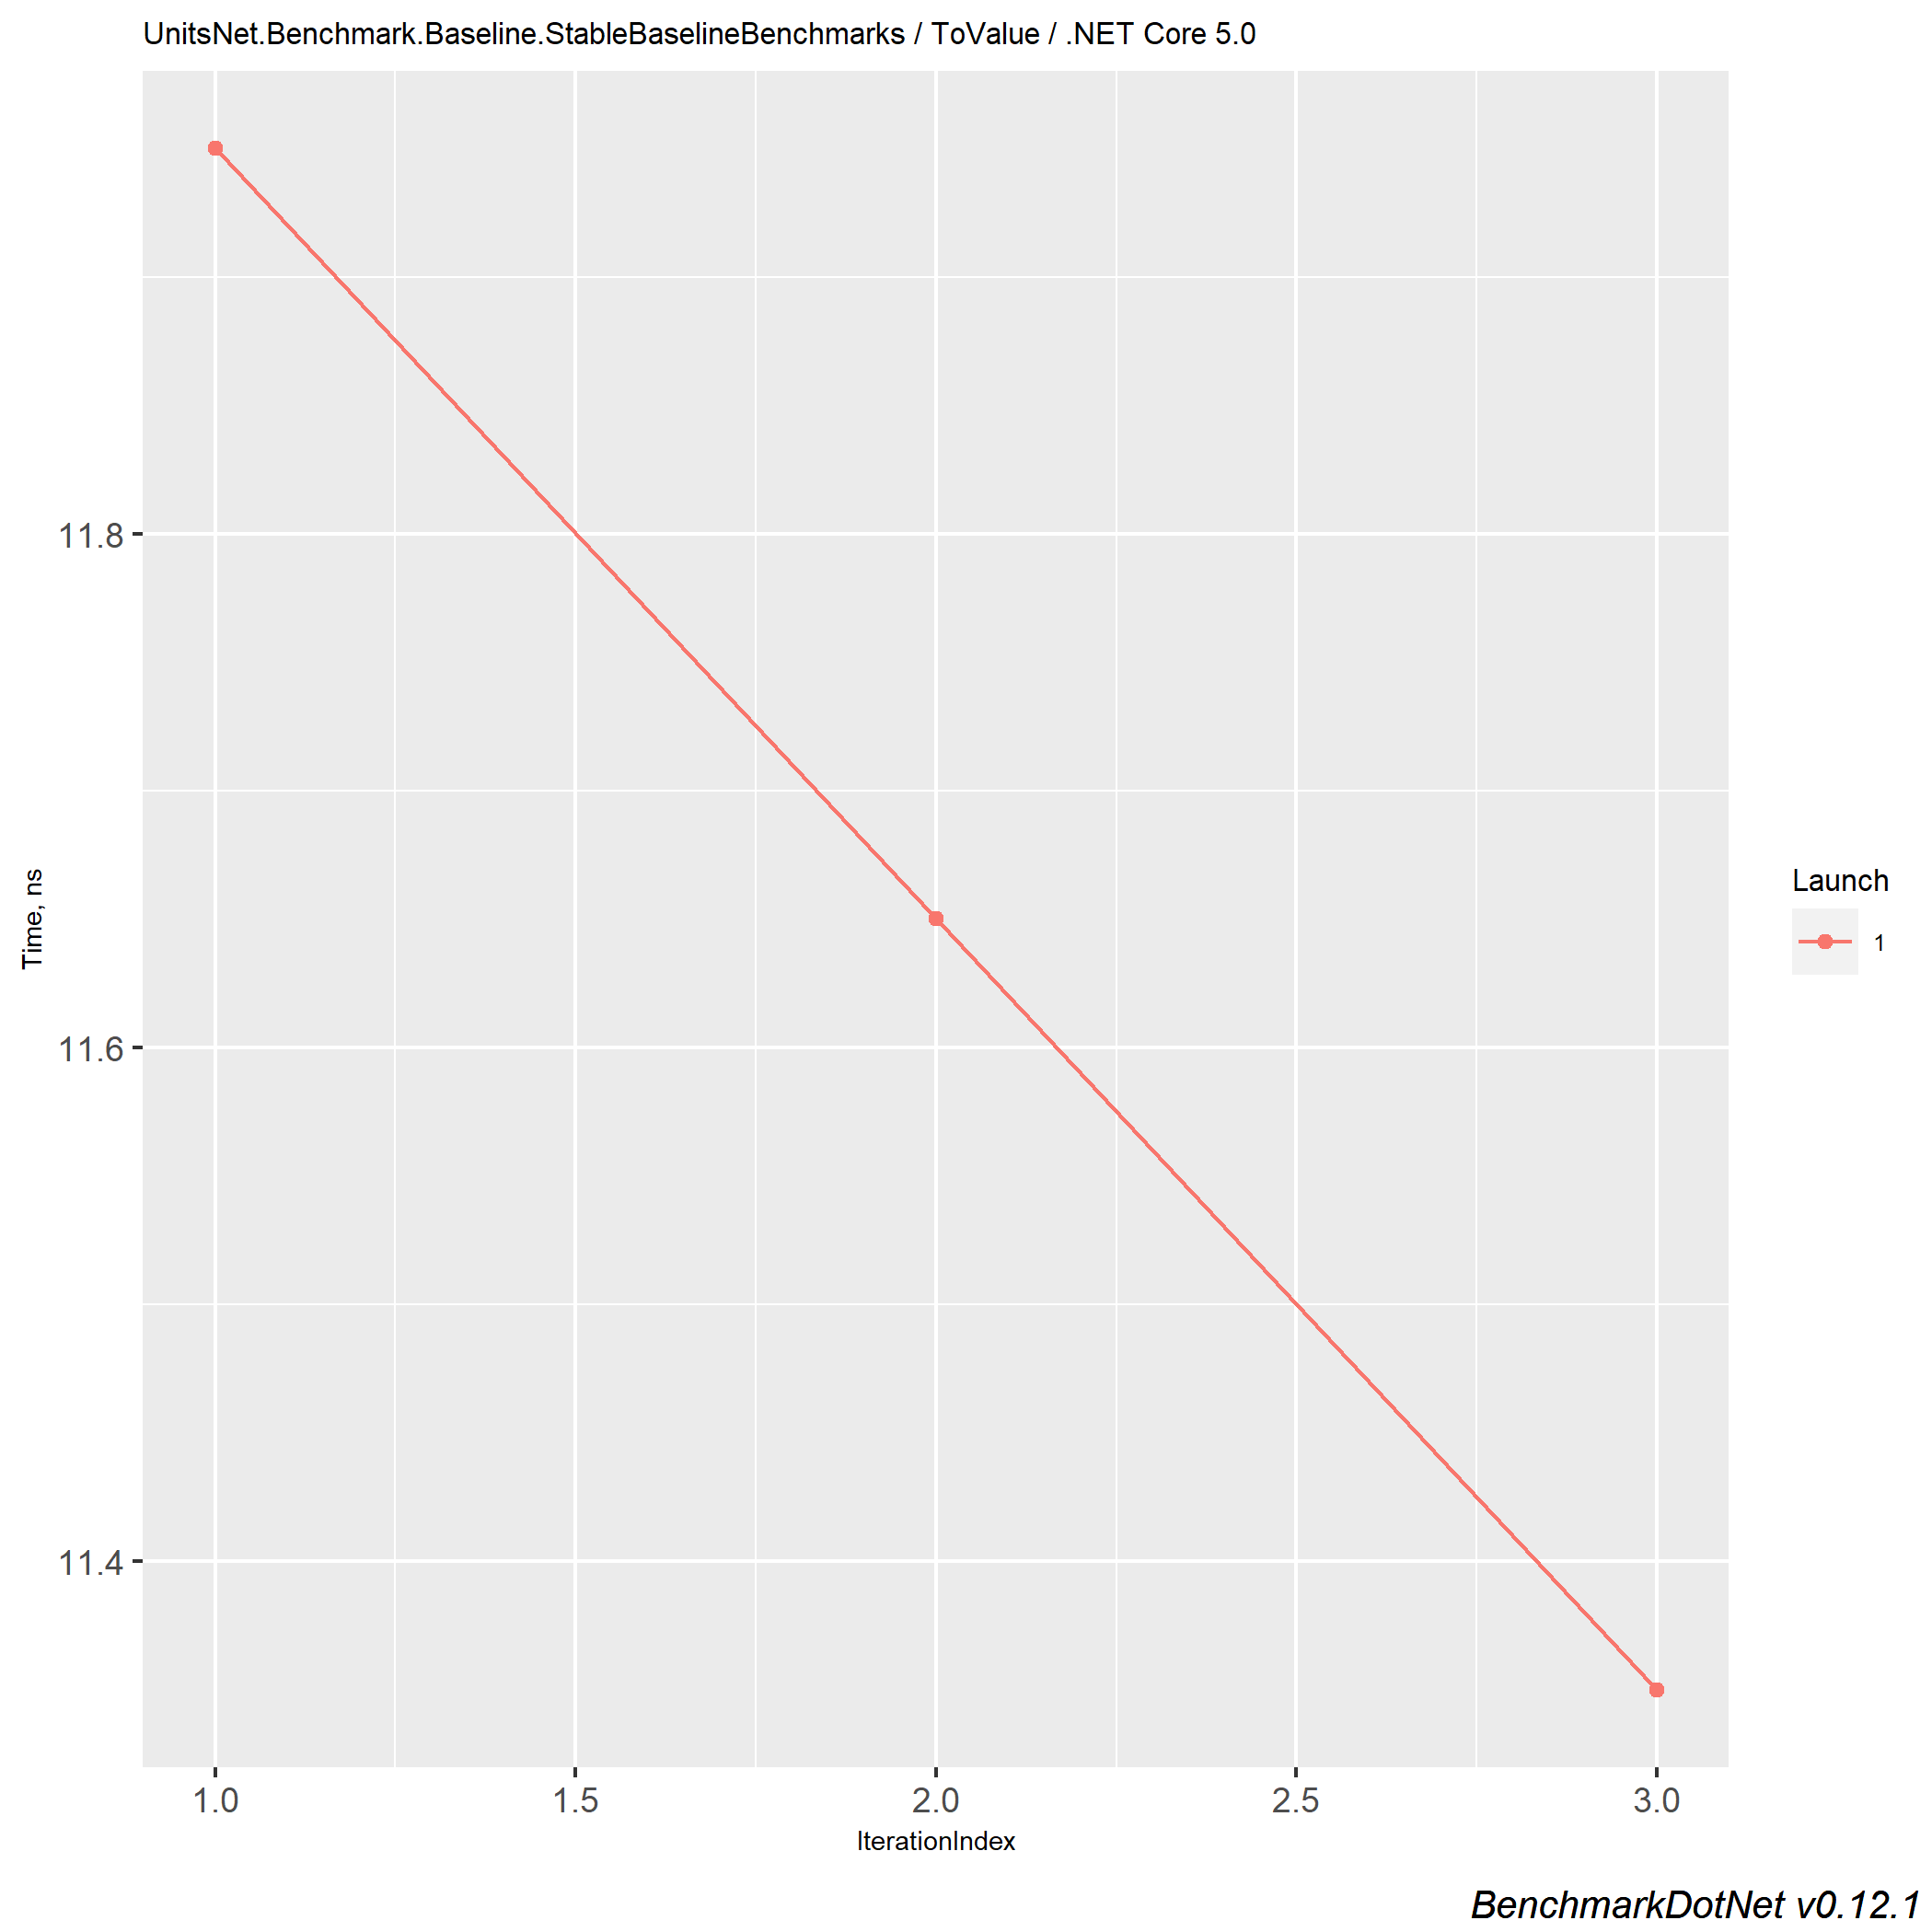 UnitsNet.Benchmark.Baseline.StableBaselineBenchmarks / ToValue / .NET Core 5.0
Time, ns
11.8
11.6
11.4
1.0 1.5 2.0 2.5 3.0
IterationIndex
Launch
1
BenchmarkDotNet v0.12.1